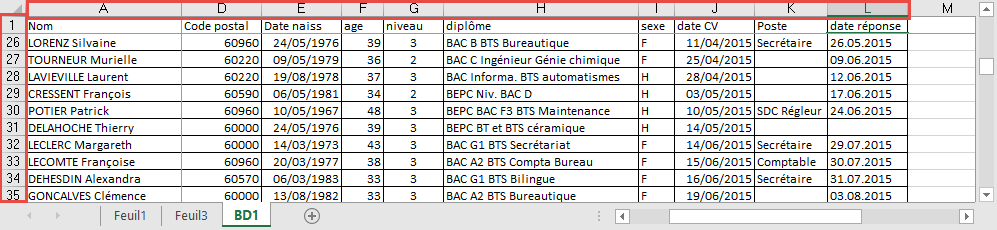 A D E F G H I J K L M
1 Nom Code postal Date naiss age niveau diplôme sexe date CV Poste date réponse
26 LORENZ Silvaine 60960 24/05/1976 39 3 BAC B BTS Bureautique F 11/04/2015 Secrétaire 26.05.2015
27 TOURNEUR Murielle 60220 09/05/1979 36 2 BAC C Ingénieur Génie chimique F 25/04/2015 09.06.2015
28 LAVIEVILLE Laurent 60220 19/08/1978 37 3 BAC Informa. BTS automatismes H 28/04/2015 12.06.2015
29 CRESSENT François 60590 06/05/1981 34 2 BEPC Niv. BAC D H 03/05/2015 17.06.2015
30 POTIER Patrick 60960 10/05/1967 48 3 BEPC BAC F3 BTS Maintenance H 10/05/2015 SDC Régleur 24.06.2015
31 DELAHOCHE Thierry 60000 24/05/1976 39 3 BEPC BT et BTS céramique H 14/05/2015
32 LECLERC Margareth 60000 14/03/1973 43 3 BAC G1 BTS Secrétariat F 14/06/2015 Secrétaire 29.07.2015
33 LECOMTE Françoise 60960 20/03/1977 38 3 BAC A2 BTS Compta Bureau F 15/06/2015 Comptable 30.07.2015
34 DEHESDIN Alexandra 60570 06/03/1983 33 3 BAC G1 BTS Bilingue F 16/06/2015 Secrétaire 31.07.2015
35 GONCALVES Clémence 60000 13/08/1982 33 3 BAC A2 BTS Bureautique F 19/06/2015 03.08.2015
Feuil1 Feuil3 BD1